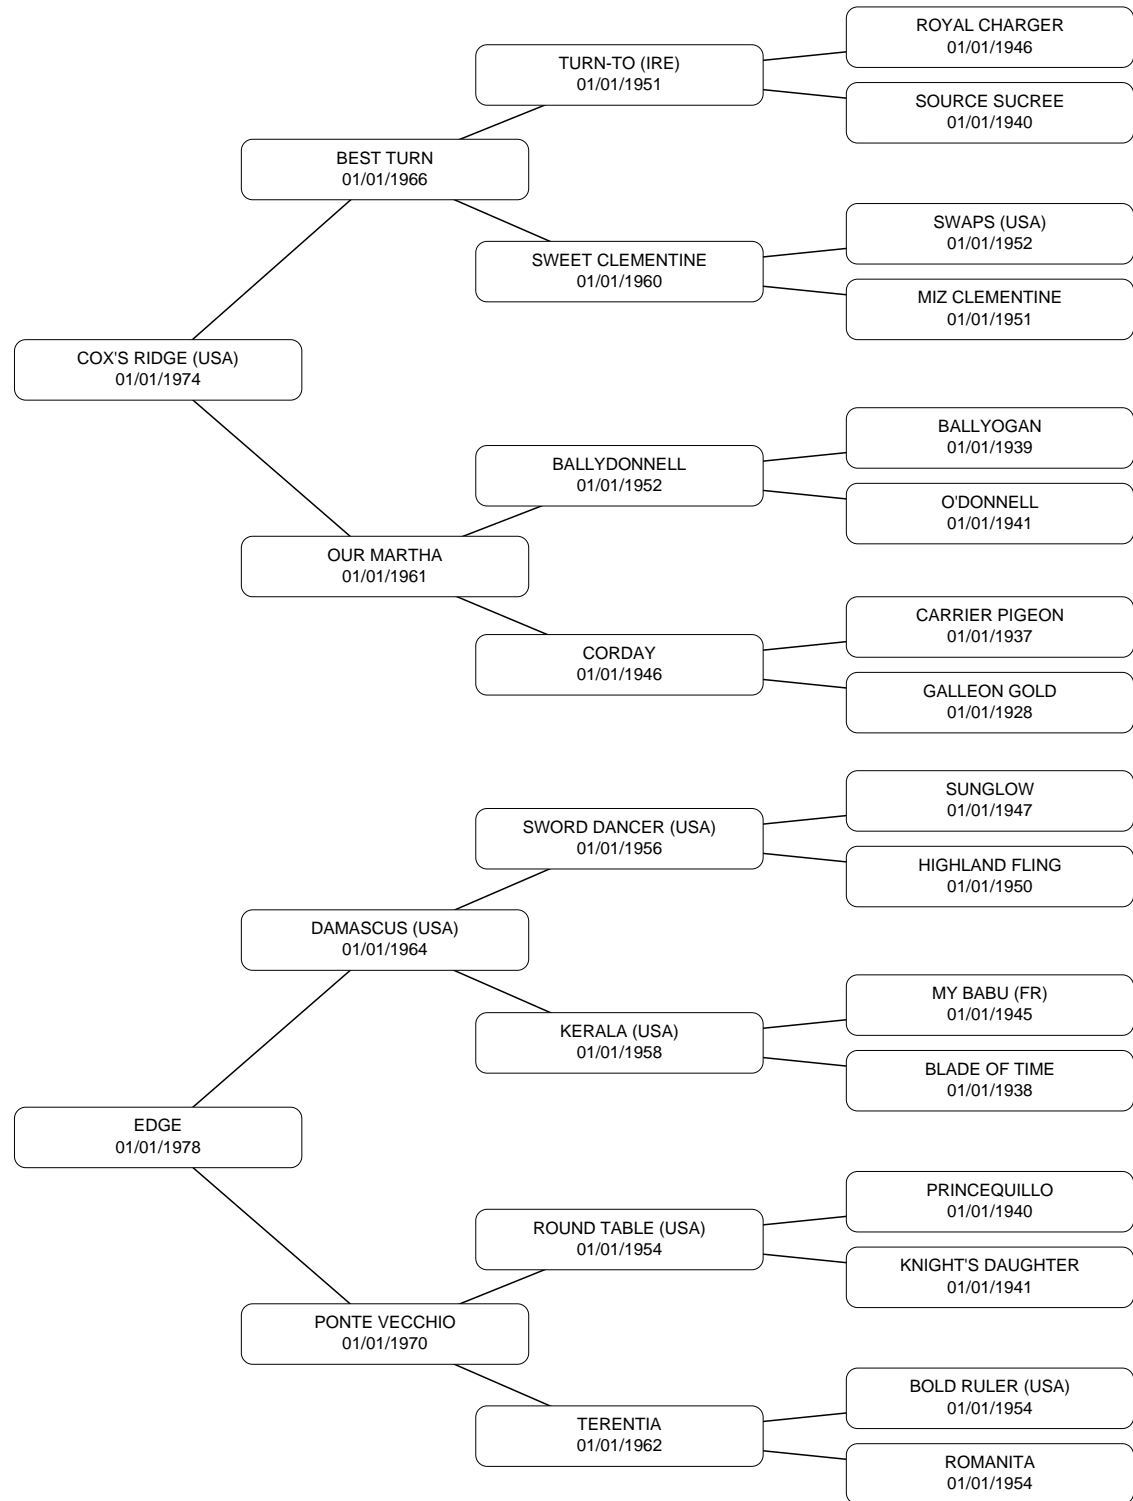 ROYAL CHARGER
01/01/1946
TURN-TO (IRE)
01/01/1951
SOURCE SUCREE
01/01/1940
BEST TURN
01/01/1966
SWAPS (USA)
01/01/1952
SWEET CLEMENTINE
01/01/1960
MIZ CLEMENTINE
01/01/1951
COX'S RIDGE (USA)
01/01/1974
BALLYOGAN
01/01/1939
BALLYDONNELL
01/01/1952
O'DONNELL
01/01/1941
OUR MARTHA
01/01/1961
CARRIER PIGEON
01/01/1937
CORDAY
01/01/1946
GALLEON GOLD
01/01/1928
SUNGLOW
01/01/1947
SWORD DANCER (USA)
01/01/1956
HIGHLAND FLING
01/01/1950
DAMASCUS (USA)
01/01/1964
MY BABU (FR)
01/01/1945
KERALA (USA)
01/01/1958
BLADE OF TIME
01/01/1938
EDGE
01/01/1978
PRINCEQUILLO
01/01/1940
ROUND TABLE (USA)
01/01/1954
KNIGHT'S DAUGHTER
01/01/1941
PONTE VECCHIO
01/01/1970
BOLD RULER (USA)
01/01/1954
TERENTIA
01/01/1962
ROMANITA
01/01/1954